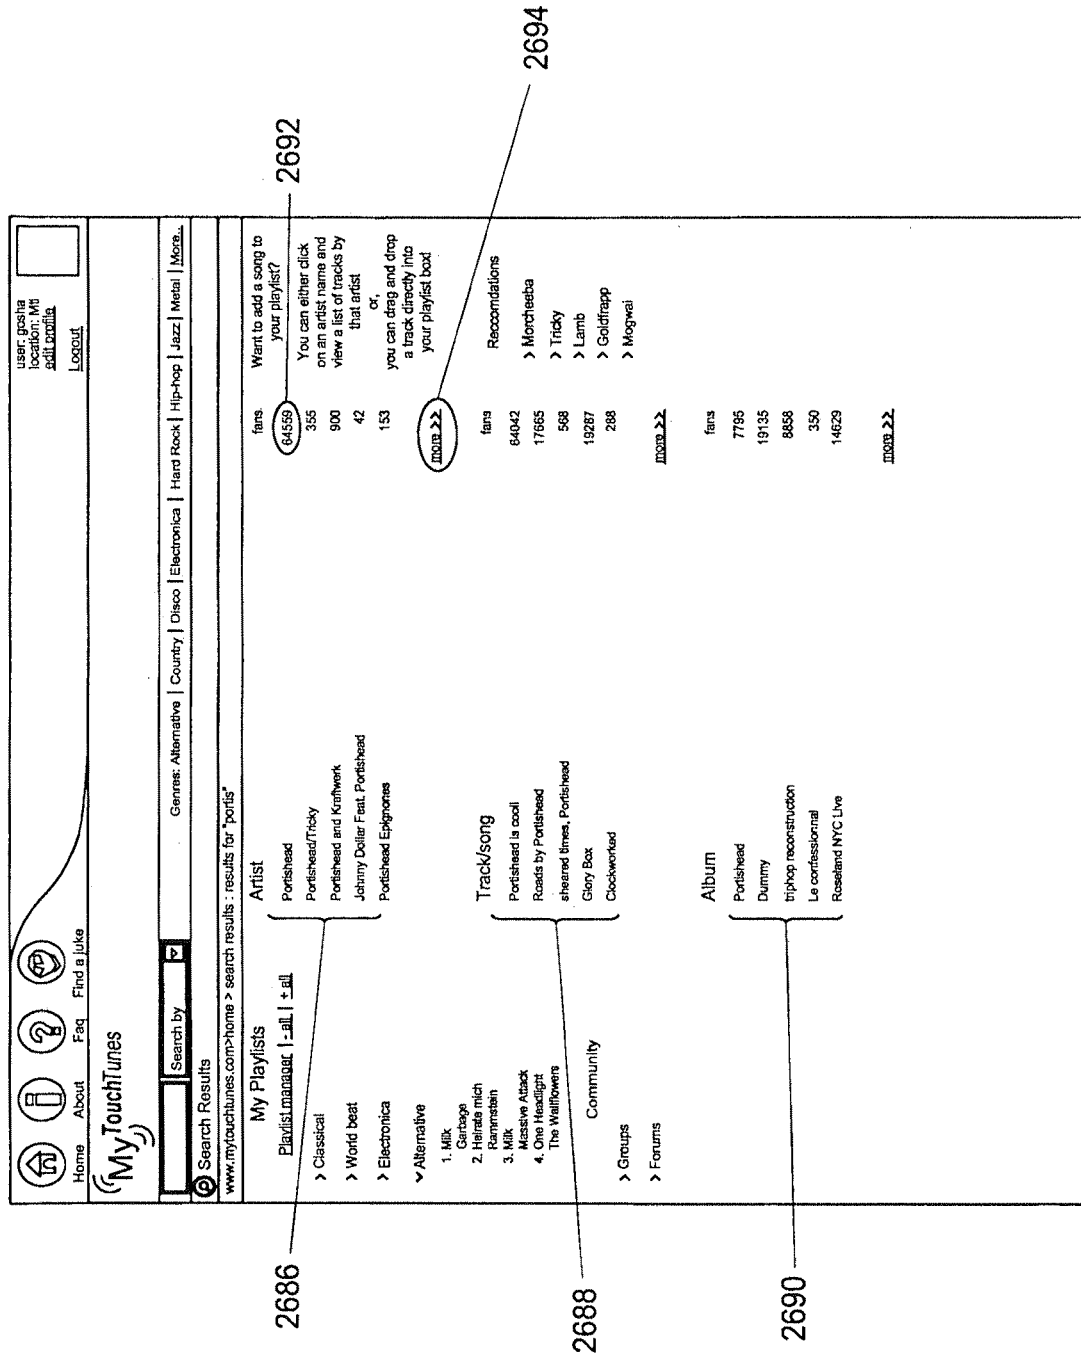 Home About Faq Find a juke
user: gosha
location: Mtl
edit profile
Logout
MyTouchTunes
Search by
Genres: Alternative | Country | Disco | Electronica | Hard Rock | Hip-hop | Jazz | Metal | More..
Search Results
www.mytouchtunes.com>home > search results : results for "portis"
My Playlists
Playlist manager | - all | + all
> Classical
> World beat
> Electronica
Alternative
1. Milk
Garbage
2. Heirate mich
Rammstein
3. Milk
Massive Attack
4. One Headlight
The Wallflowers
Community
> Groups
> Forums
Artist fans
Portishead 64559
Portishead/Tricky 355
Portishead and Kraftwerk 900
Johnny Dollar Feat. Portishead 42
Portishead Epignones 153
more >>
Track/song fans
Portishead is cooli 64042
Roads by Portishead 17665
sheared times, Portishead 568
Glory Box 19287
Clockworked 288
more >>
Album fans
Portishead 7795
Dummy 19135
triphop reconstruction 8858
Le confessionnal 350
Roseland NYC Live 14629
more >>
Want to add a song to
your playlist?
You can either click
on an artist name and
view a list of tracks by
that artist
or,
you can drag and drop
a track directly into
your playlist box!
Reccomdations
> Morcheeba
> Tricky
> Lamb
> Goldfrapp
> Mogwai
2686
2688
2690
2692
2694